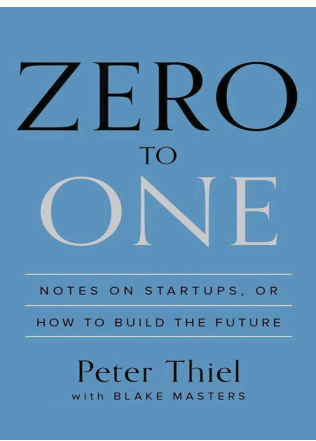 ZERO
TO
ONE
NOTES ON STARTUPS, OR
HOW TO BUILD THE FUTURE
Peter Thiel
with BLAKE MASTERS